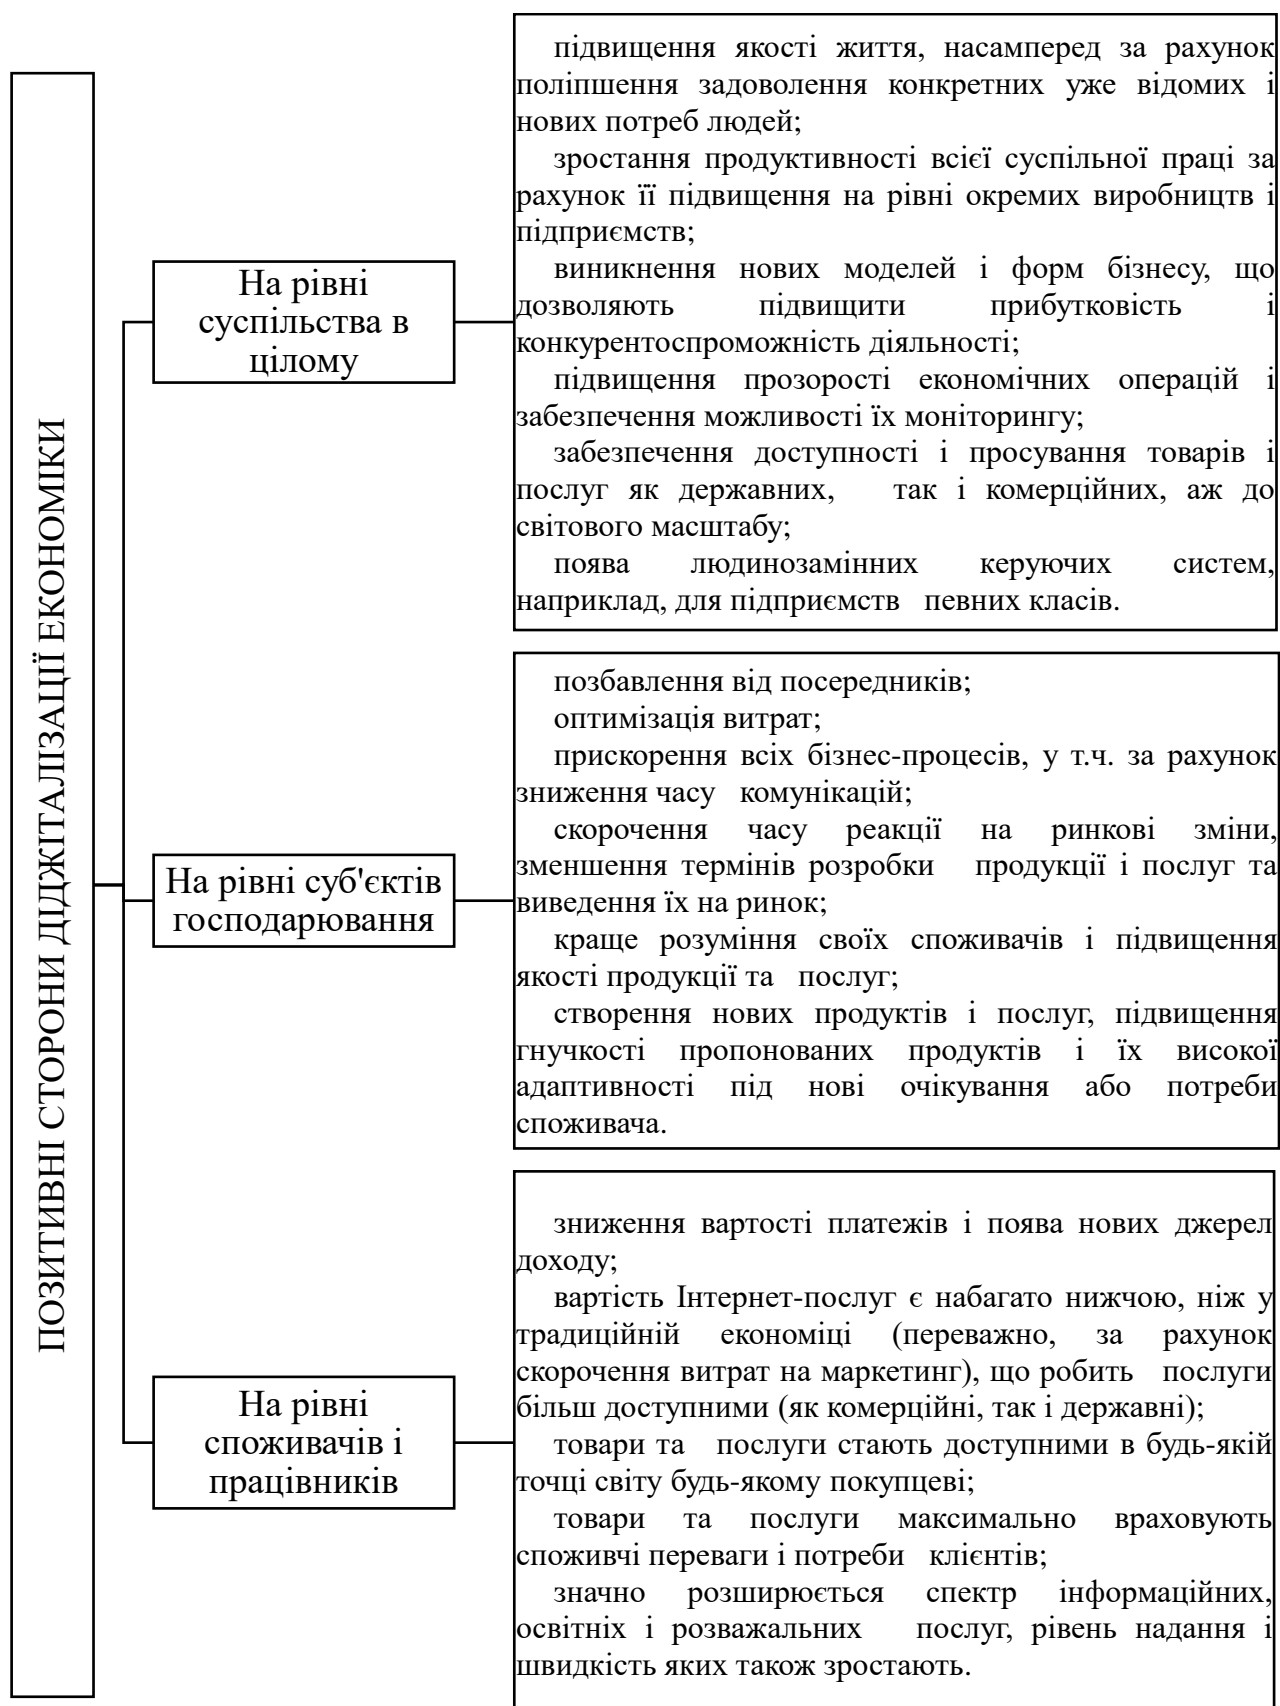 ПОЗИТИВНІ СТОРОНИ ДІДЖІТАЛІЗАЦІЇ ЕКОНОМІКИ
На рівні
суспільства в
цілому
підвищення якості життя, насамперед за рахунок
поліпшення задоволення конкретних уже відомих і
нових потреб людей;
зростання продуктивності всієї суспільної праці за
рахунок її підвищення на рівні окремих виробництв і
підприємств;
виникнення нових моделей і форм бізнесу, що
дозволяють підвищити прибутковість і
конкурентоспроможність діяльності;
підвищення прозорості економічних операцій і
забезпечення можливості їх моніторингу;
забезпечення доступності і просування товарів і
послуг як державних, так і комерційних, аж до
світового масштабу;
поява людинозамінних керуючих систем,
наприклад, для підприємств певних класів.
На рівні суб'єктів
господарювання
позбавлення від посередників;
оптимізація витрат;
прискорення всіх бізнес-процесів, у т.ч. за рахунок
зниження часу комунікацій;
скорочення часу реакції на ринкові зміни,
зменшення термінів розробки продукції і послуг та
виведення їх на ринок;
краще розуміння своїх споживачів і підвищення
якості продукції та послуг;
створення нових продуктів і послуг, підвищення
гнучкості пропонованих продуктів і їх високої
адаптивності під нові очікування або потреби
споживача.
На рівні
споживачів і
працівників
зниження вартості платежів і поява нових джерел
доходу;
вартість Інтернет-послуг є набагато нижчою, ніж у
традиційній економіці (переважно, за рахунок
скорочення витрат на маркетинг), що робить послуги
більш доступними (як комерційні, так і державні);
товари та послуги стають доступними в будь-якій
точці світу будь-якому покупцеві;
товари та послуги максимально враховують
споживчі переваги і потреби клієнтів;
значно розширюється спектр інформаційних,
освітніх і розважальних послуг, рівень надання і
швидкість яких також зростають.